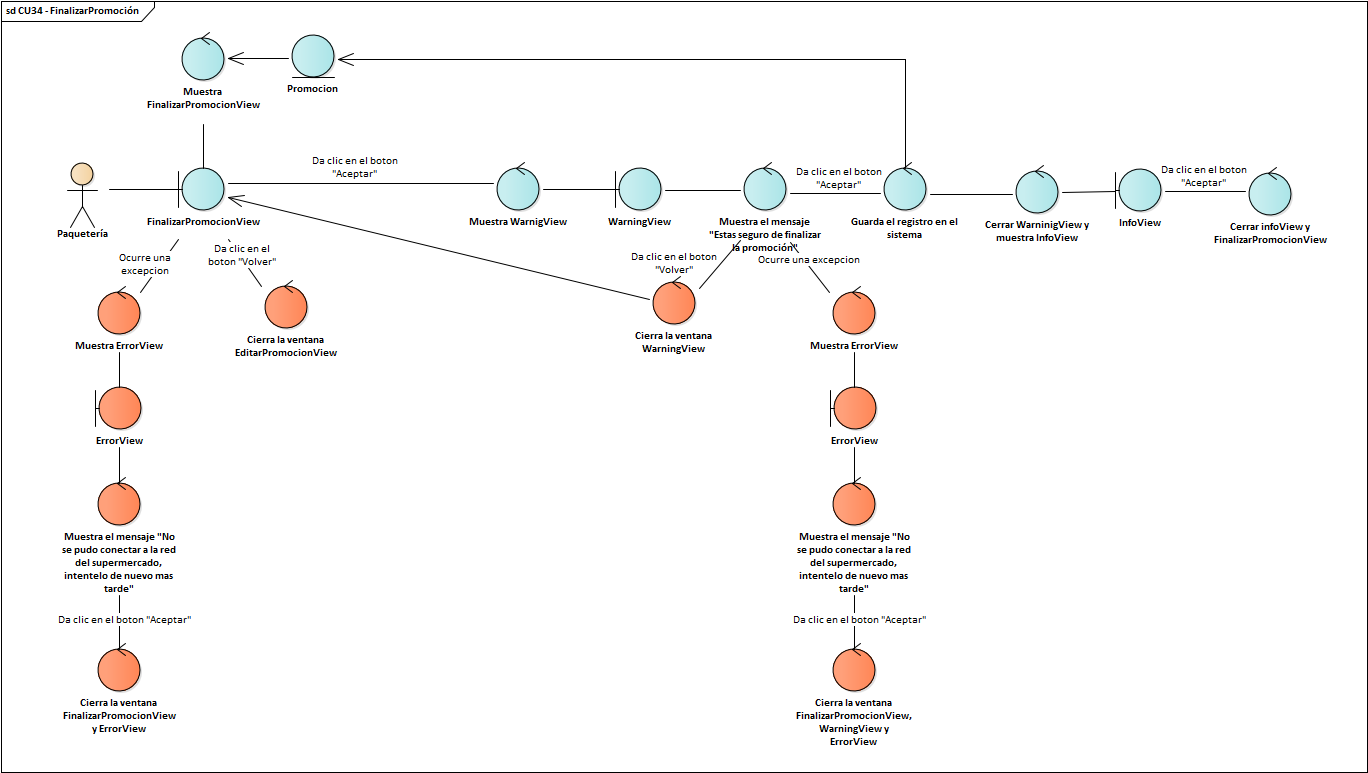 sd CU34 - FinalizarPromoción
Muestra
FinalizarPromocionView
Promocion
Paquetería
FinalizarPromocionView
Da clic en el boton
"Aceptar"
Muestra WarnigView
WarningView
Muestra el mensaje
"Estas seguro de finalizar
la promoción"
Da clic en el boton
"Aceptar"
Guarda el registro en el
sistema
Cerrar WarninigView y
muestra InfoView
InfoView
Da clic en el boton
"Aceptar"
Cerrar infoView y
FinalizarPromocionView
Ocurre una
excepcion
Da clic en el
boton "Volver"
Da clic en el boton
"Volver"
Ocurre una excepcion
Muestra ErrorView
Cierra la ventana
EditarPromocionView
Cierra la ventana
WarningView
Muestra ErrorView
ErrorView
ErrorView
Muestra el mensaje "No
se pudo conectar a la red
del supermercado,
intentelo de nuevo mas
tarde"
Muestra el mensaje "No
se pudo conectar a la red
del supermercado,
intentelo de nuevo mas
tarde"
Da clic en el boton "Aceptar"
Da clic en el boton "Aceptar"
Cierra la ventana
FinalizarPromocionView
y ErrorView
Cierra la ventana
FinalizarPromocionView,
WarningView y
ErrorView